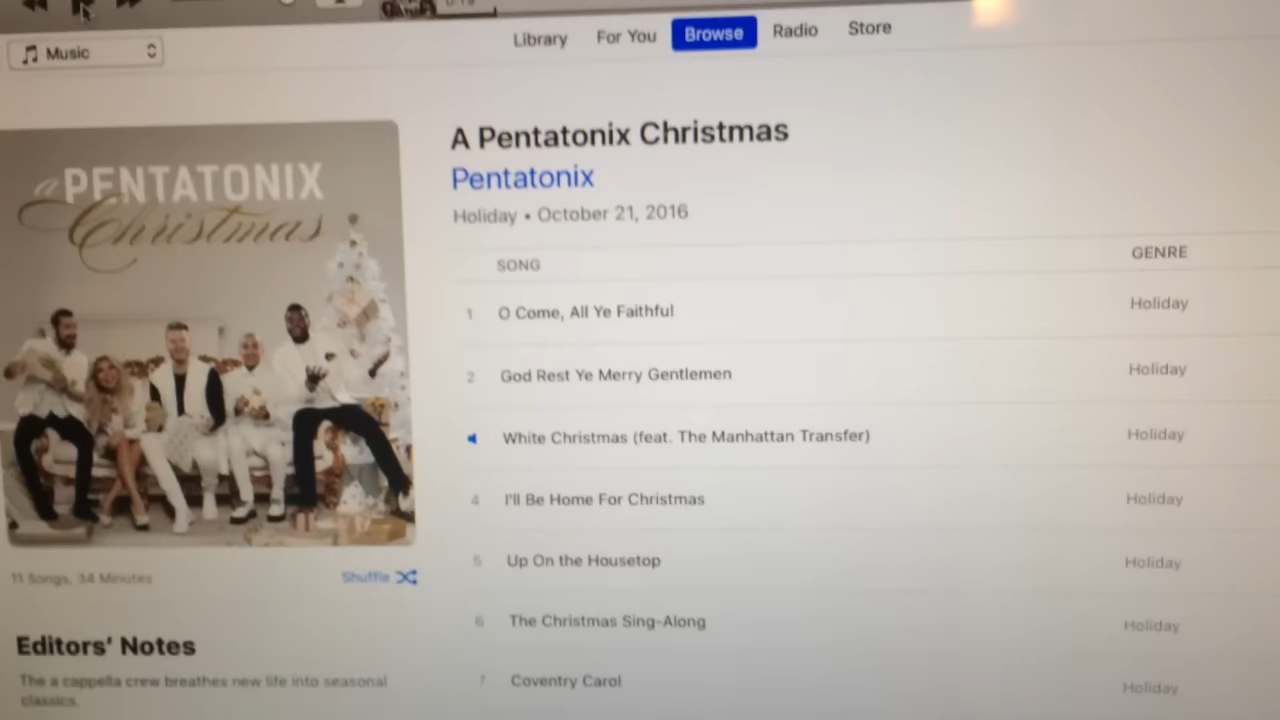 Music
Library
For You
Browse
Radio
Store
a PENTATONIX
Christmas
A Pentatonix Christmas
Pentatonix
Holiday • October 21, 2016
SONG
GENRE
1 O Come, All Ye Faithful Holiday
2 God Rest Ye Merry Gentlemen Holiday
White Christmas (feat. The Manhattan Transfer) Holiday
4 I'll Be Home For Christmas Holiday
5 Up On the Housetop Holiday
6 The Christmas Sing-Along Holiday
7 Coventry Carol Holiday
11 Songs, 34 Minutes
Shuffle
Editors' Notes
The a cappella crew breathes new life into seasonal
classics.